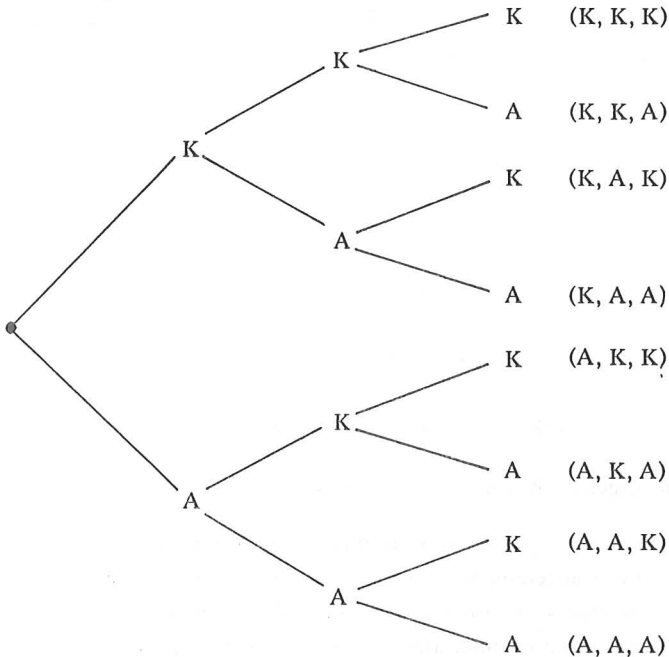 K (K, K, K)
K
A (K, K, A)
K
K (K, A, K)
A
A (K, A, A)
K (A, K, K)
K
A (A, K, A)
A
K (A, A, K)
A
A (A, A, A)